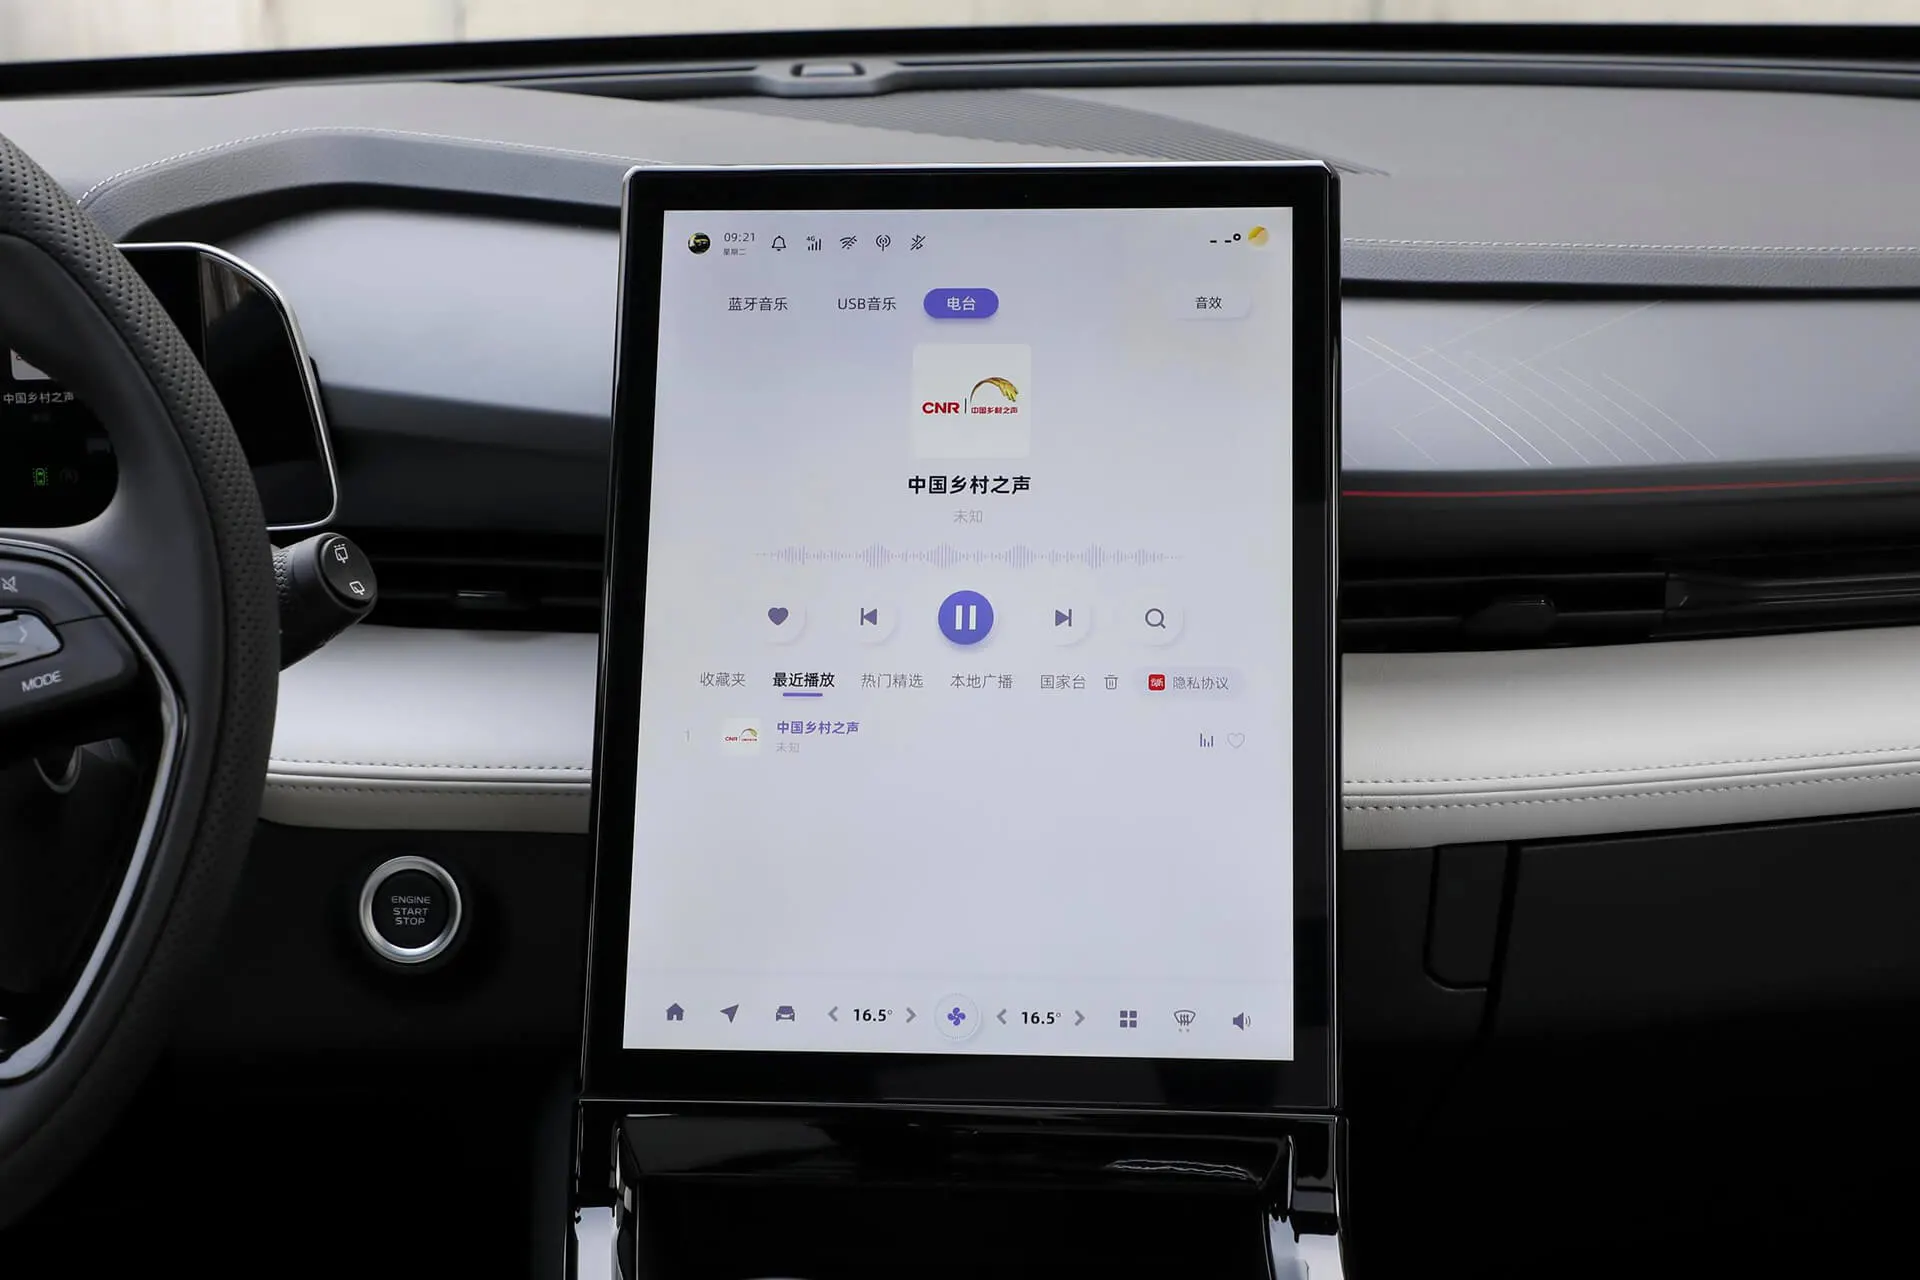 09:21
星期二
4G
蓝牙音乐 USB音乐 电台 音效
CNR 中国乡村之声
中国乡村之声
未知
收藏夹 最近播放 热门精选 本地广播 国家台 隐私协议
1 CNR 中国乡村之声
未知
16.5° 16.5°
中国乡村之声
MODE
ENGINE
START
STOP